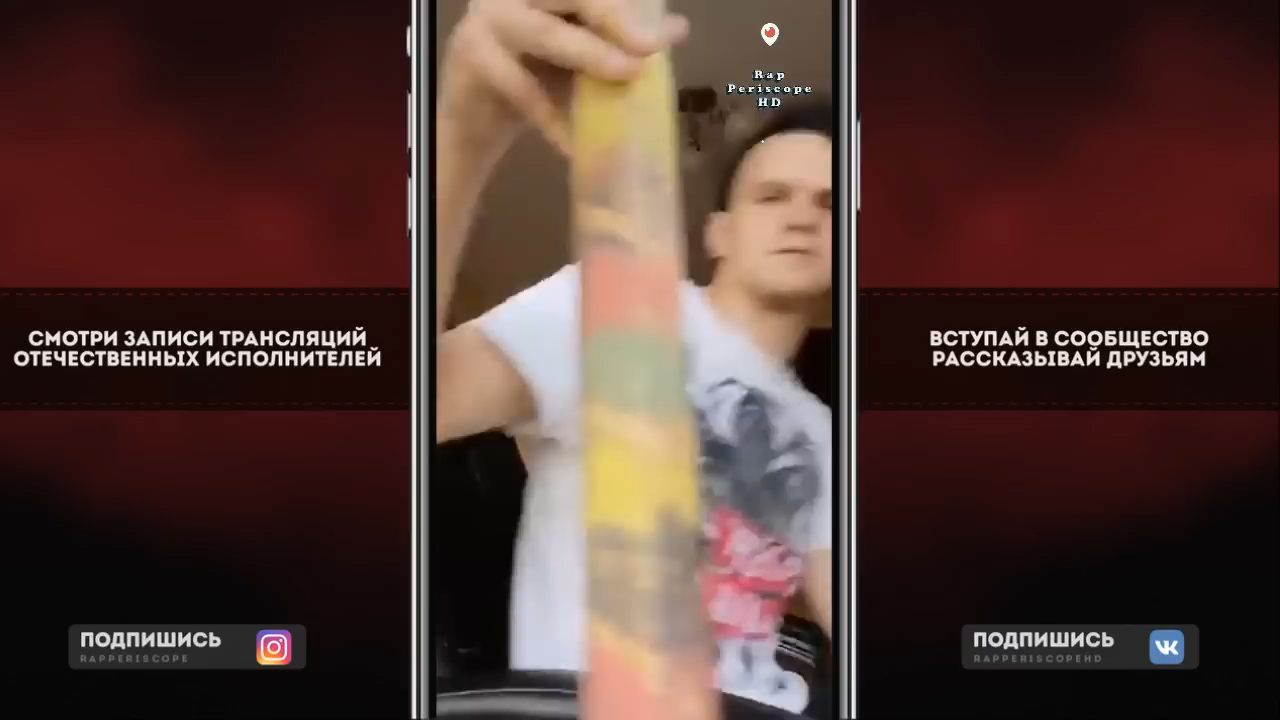 Rap
Periscope
HD
СМОТРИ ЗАПИСИ ТРАНСЛЯЦИЙ
ОТЕЧЕСТВЕННЫХ ИСПОЛНИТЕЛЕЙ
ВСТУПАЙ В СООБЩЕСТВО
РАССКАЗЫВАЙ ДРУЗЬЯМ
ПОДПИШИСЬ
RAPPERISCOPE
ПОДПИШИСЬ
RAPPERISCOPEHD